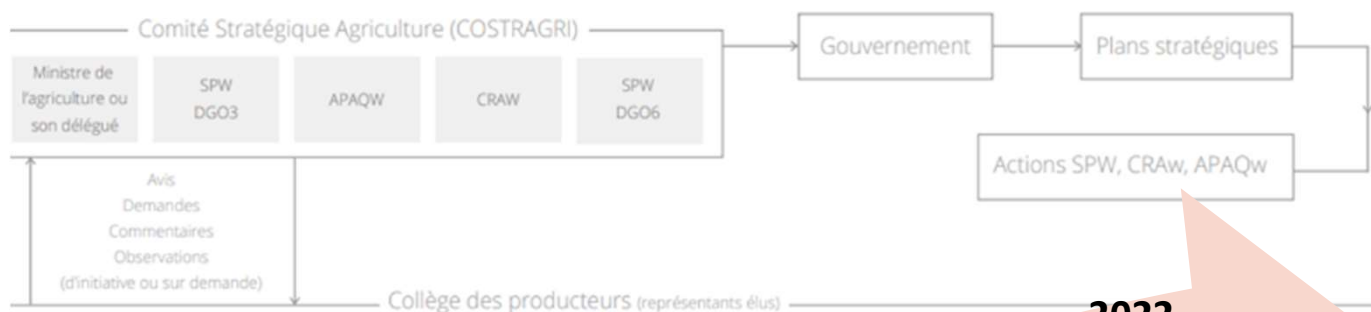 Comité Stratégique Agriculture (COSTRAGRI)
Ministre de
l'agriculture ou
son délégué
SPW
DGO3
APAQW
CRAW
SPW
DGO6
Gouvernement
Plans stratégiques
Actions SPW, CRAw, APAQw
Avis
Demandes
Commentaires
Observations
(d'initiative ou sur demande)
Collège des producteurs (représentants élus)
2022